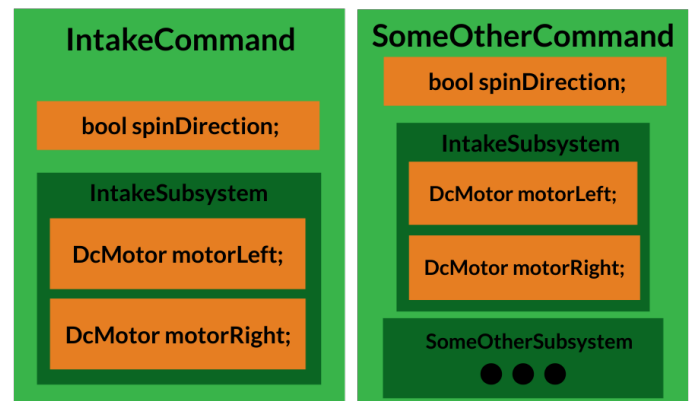 IntakeCommand
bool spinDirection;
IntakeSubsystem
DcMotor motorLeft;
DcMotor motorRight;
SomeOtherCommand
bool spinDirection;
IntakeSubsystem
DcMotor motorLeft;
DcMotor motorRight;
SomeOtherSubsystem